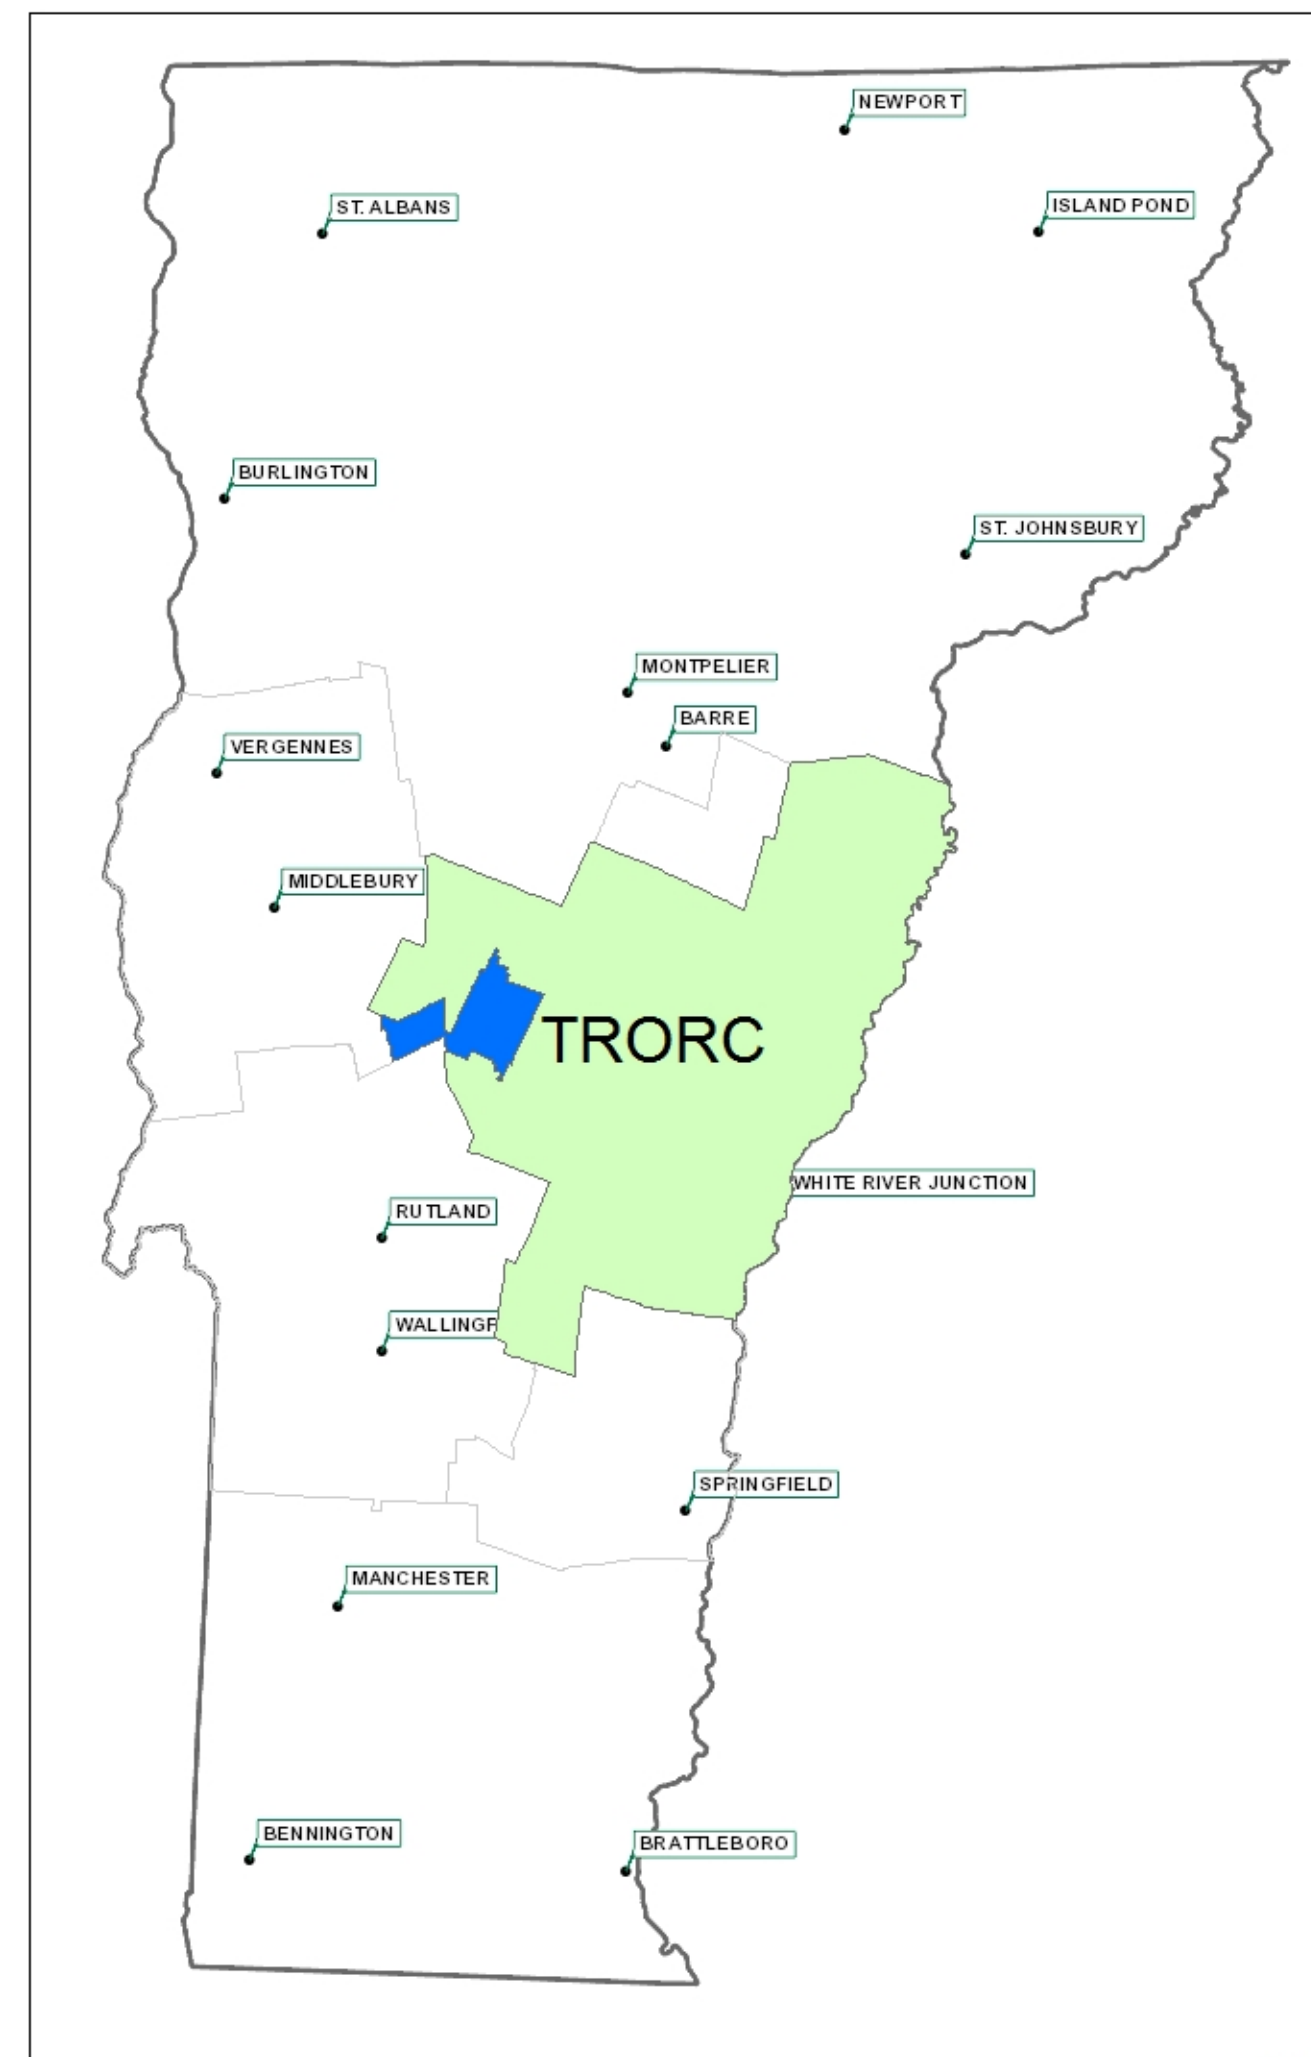 NEWPORT
ST. ALBANS
ISLAND POND
BURLINGTON
ST. JOHNSBURY
MONTPELIER
BARRE
VERGENNES
MIDDLEBURY
TRORC
WHITE RIVER JUNCTION
RUTLAND
WALLINGF
SPRINGFIELD
MANCHESTER
BENNINGTON
BRATTLEBORO